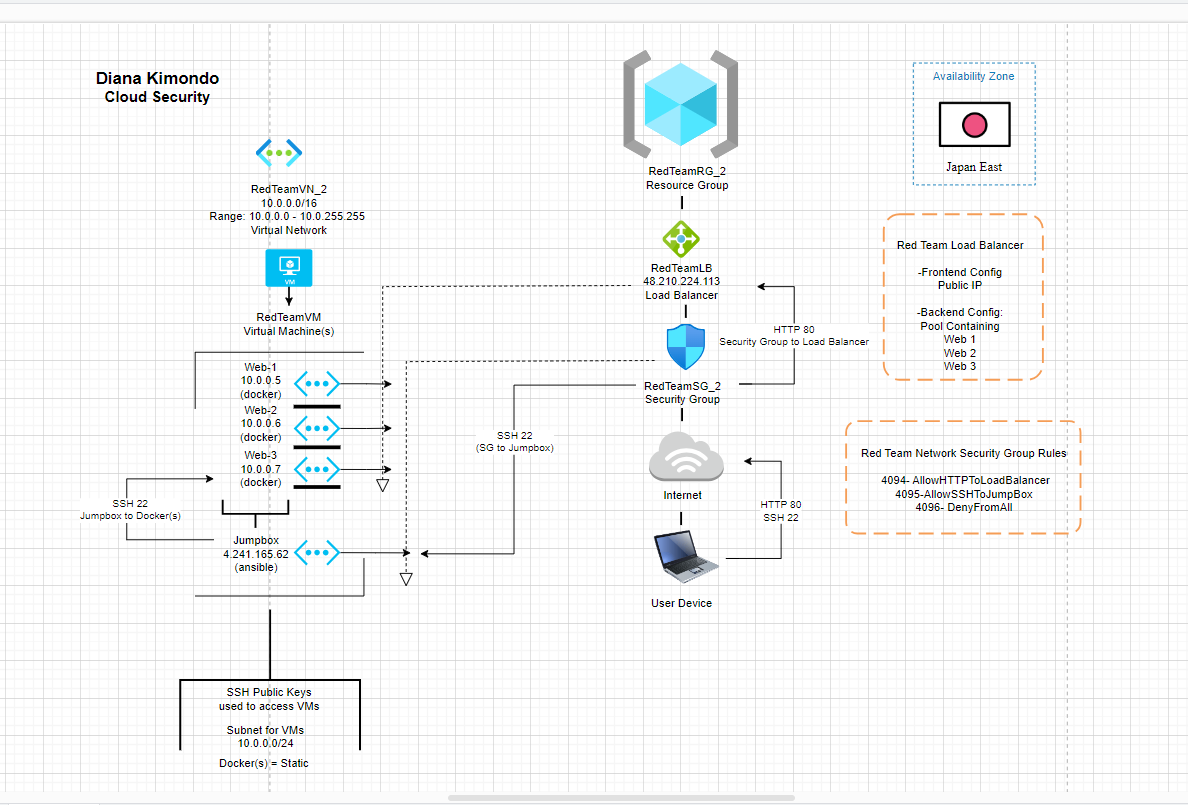 Diana Kimondo
Cloud Security
RedTeamVN_2
10.0.0.0/16
Range: 10.0.0.0 - 10.0.255.255
Virtual Network
VM
RedTeamVM
Virtual Machine(s)
Web-1
10.0.0.5
(docker)
Web-2
10.0.0.6
(docker)
Web-3
10.0.0.7
(docker)
SSH 22
Jumpbox to Docker(s)
Jumpbox
4.241.165.62
(ansible)
SSH Public Keys
used to access VMs
Subnet for VMs
10.0.0.0/24
Docker(s) = Static
RedTeamRG_2
Resource Group
RedTeamLB
48.210.224.113
Load Balancer
HTTP 80
Security Group to Load Balancer
RedTeamSG_2
Security Group
SSH 22
(SG to Jumpbox)
Internet
HTTP 80
SSH 22
User Device
Availability Zone
Japan East
Red Team Load Balancer
-Frontend Config
Public IP
-Backend Config:
Pool Containing
Web 1
Web 2
Web 3
Red Team Network Security Group Rules
4094- AllowHTTPToLoadBalancer
4095-AllowSSHToJumpBox
4096- DenyFromAll